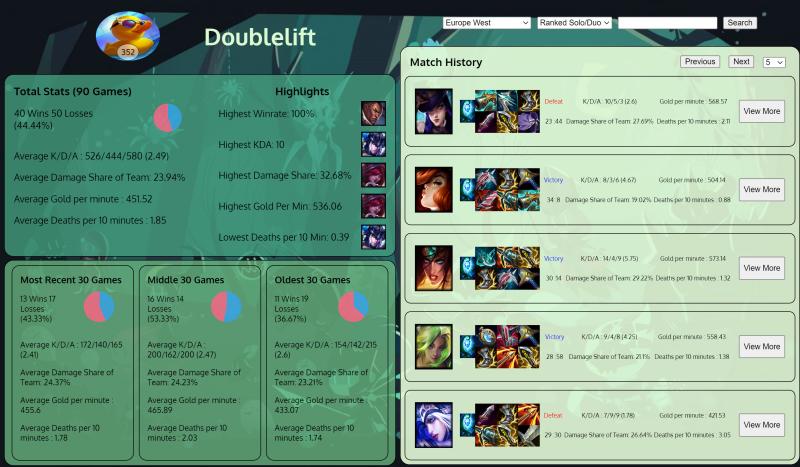 352
Doublelift
Europe West
Ranked Solo/Duo
Search
Total Stats (90 Games)
40 Wins 50 Losses
(44.44%)
Average K/D/A : 526/444/580 (2.49)
Average Damage Share of Team: 23.94%
Average Gold per minute : 451.52
Average Deaths per 10 minutes : 1.85
Highlights
Highest Winrate: 100%
Highest KDA: 10
Highest Damage Share: 32.68%
Highest Gold Per Min: 536.06
Lowest Deaths per 10 Min: 0.39
Most Recent 30 Games
13 Wins 17
Losses
(43.33%)
Average K/D/A : 172/140/165
(2.41)
Average Damage Share of
Team: 24.37%
Average Gold per minute :
455.6
Average Deaths per 10
minutes : 1.78
Middle 30 Games
16 Wins 14
Losses
(53.33%)
Average K/D/A :
200/162/200 (2.47)
Average Damage Share of
Team: 24.23%
Average Gold per minute :
465.89
Average Deaths per 10
minutes : 2.03
Oldest 30 Games
11 Wins 19
Losses
(36.67%)
Average K/D/A : 154/142/215
(2.6)
Average Damage Share of
Team: 23.21%
Average Gold per minute :
433.07
Average Deaths per 10
minutes : 1.74
Match History
Previous
Next
5
Defeat K/D/A : 10/5/3 (2.6) Gold per minute : 568.57
23 :44 Damage Share of Team: 27.69% Deaths per 10 minutes : 2.11
View More
Victory K/D/A : 8/3/6 (4.67) Gold per minute : 504.14
34 :8 Damage Share of Team: 19.02% Deaths per 10 minutes : 0.88
View More
Victory K/D/A : 14/4/9 (5.75) Gold per minute : 573.14
30 :14 Damage Share of Team: 29.22% Deaths per 10 minutes : 1.32
View More
Victory K/D/A : 9/4/8 (4.25) Gold per minute : 558.43
28 :58 Damage Share of Team: 21.1% Deaths per 10 minutes : 1.38
View More
Defeat K/D/A : 7/9/9 (1.78) Gold per minute : 421.53
29 :30 Damage Share of Team: 26.64% Deaths per 10 minutes : 3.05
View More